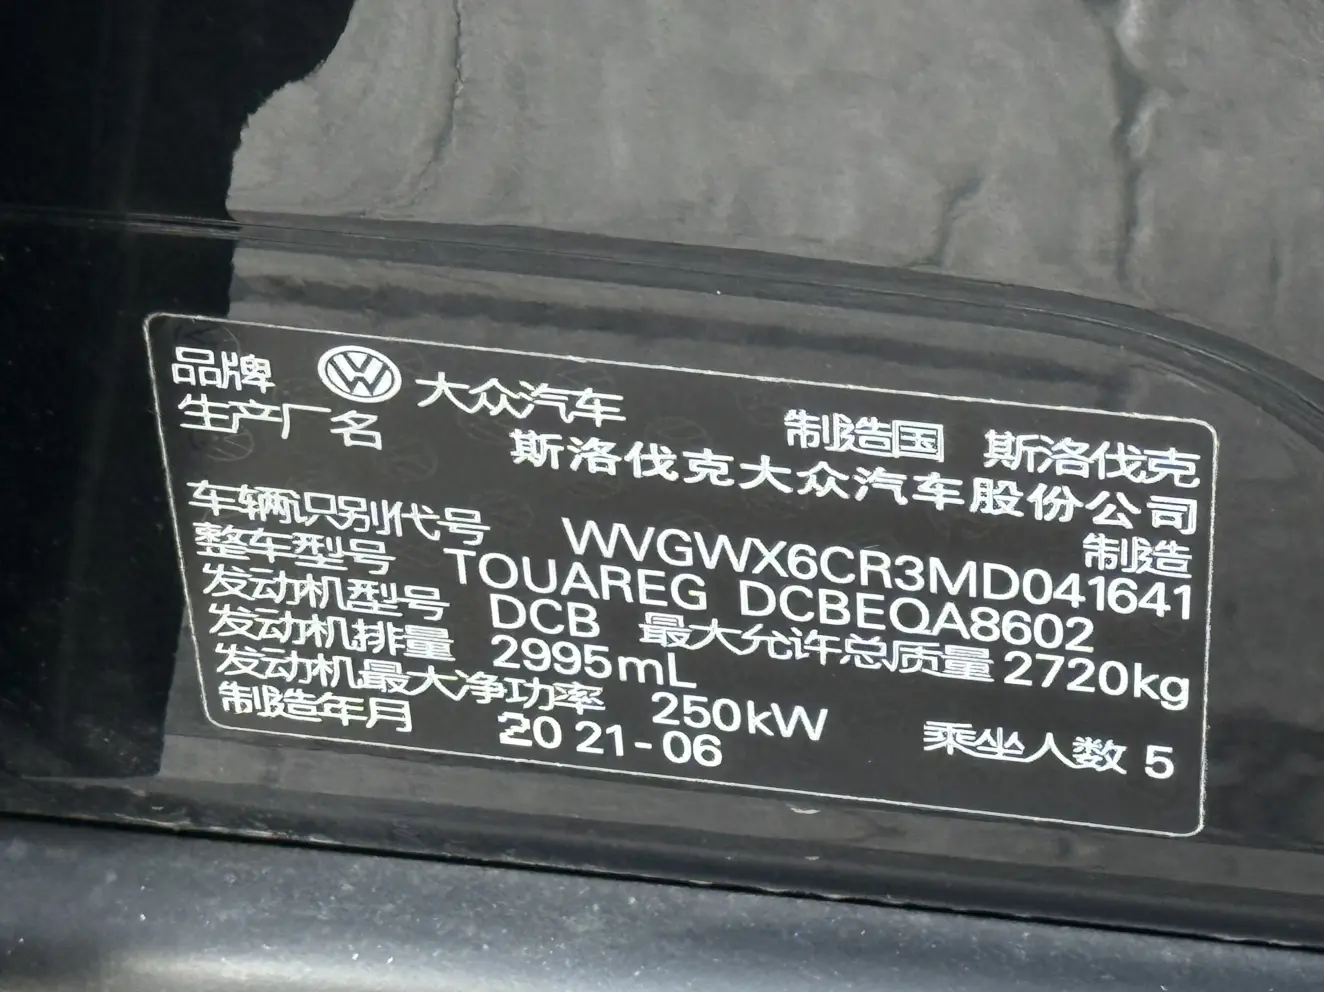 品牌 大众汽车 制造国 斯洛伐克
生产厂名 斯洛伐克大众汽车股份公司
制造
车辆识别代号 WVGWX6CR3MD041641
整车型号 TOUAREG DCBEQA8602
发动机型号 DCB 最大允许总质量 2720kg
发动机排量 2995mL
发动机最大净功率 250kW 乘坐人数 5
制造年月 2021-06